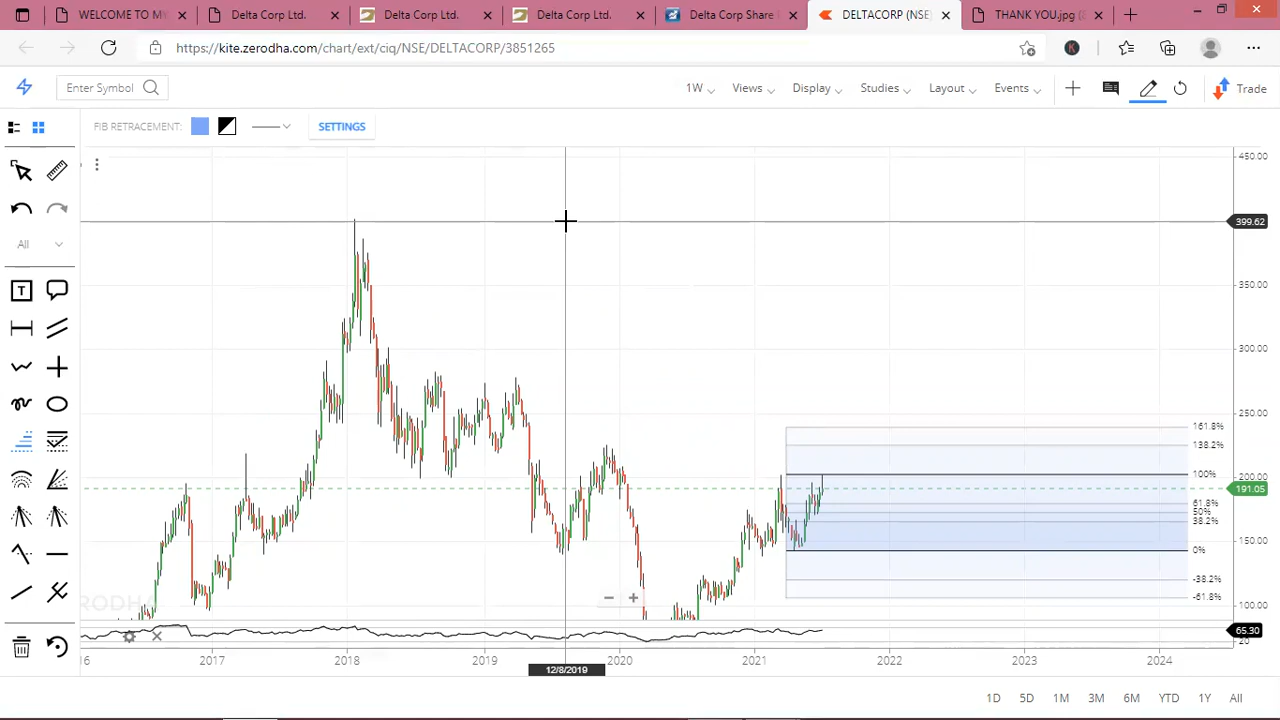 WELCOME TO MY
Delta Corp Ltd.
Delta Corp Ltd.
Delta Corp Ltd.
Delta Corp Share
DELTACORP (NSE)
THANK YOU.jpg
https://kite.zerodha.com/chart/ext/ciq/NSE/DELTACORP/3851265
K
Enter Symbol
1W
Views
Display
Studies
Layout
Events
Trade
FIB RETRACEMENT:
SETTINGS
All
T
450.00
399.62
350.00
300.00
250.00
200.00
191.05
150.00
100.00
161.8%
138.2%
100%
61.8%
50%
38.2%
0%
-38.2%
-61.8%
ERODHA
65.30
20
16 2017 2018 2019 2020 2021 2022 2023 2024
12/8/2019
1D 5D 1M 3M 6M YTD 1Y All